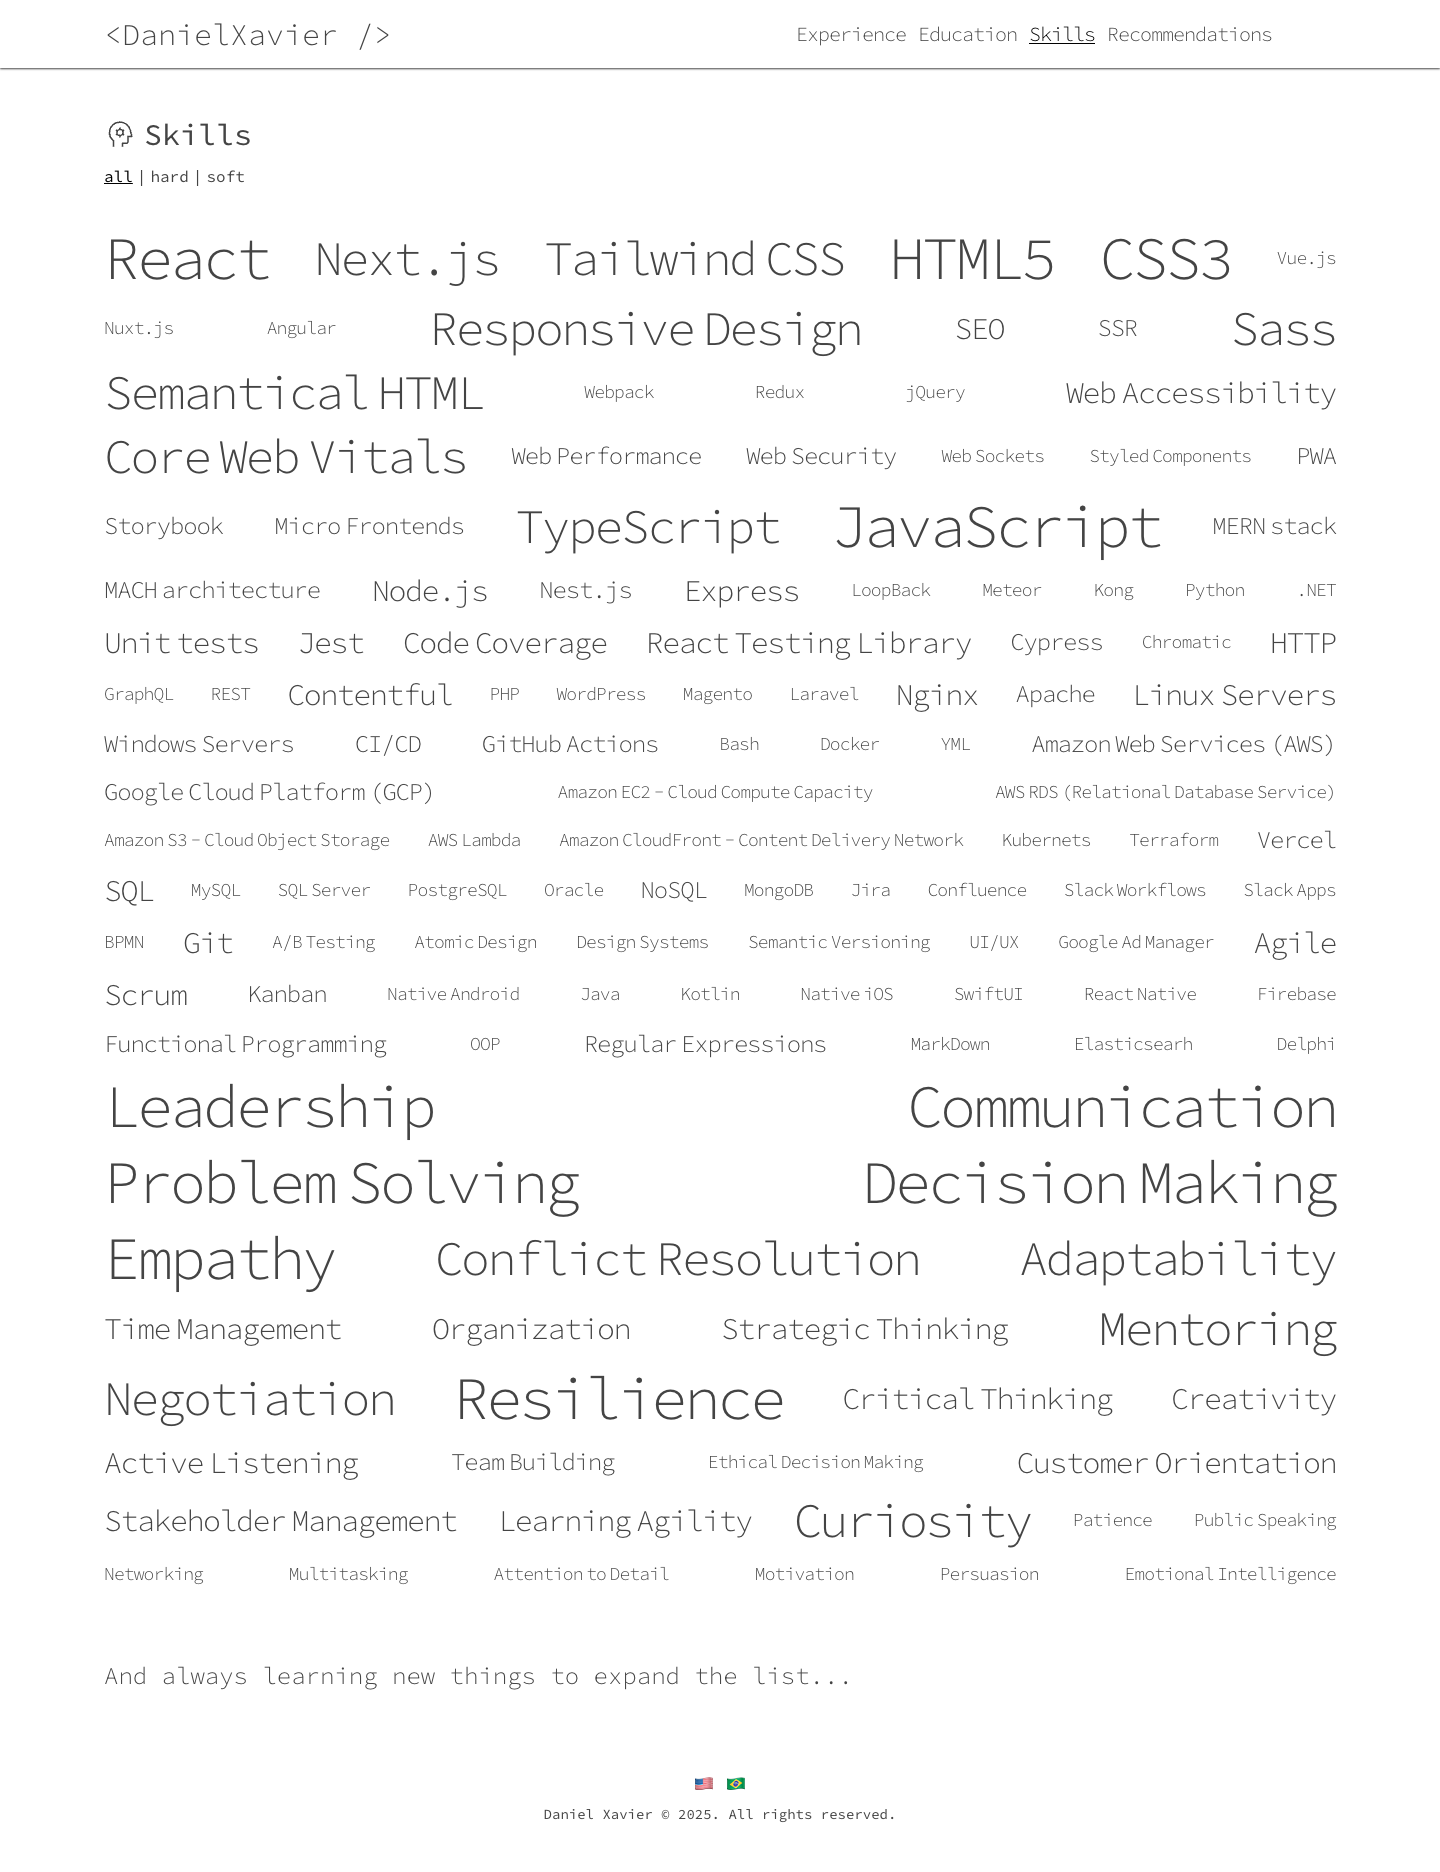 <DanielXavier />
Experience Education Skills Recommendations
Skills
all | hard | soft
React Next.js Tailwind CSS HTML5 CSS3 Vue.js
Nuxt.js Angular Responsive Design SEO SSR Sass
Semantical HTML Webpack Redux jQuery Web Accessibility
Core Web Vitals Web Performance Web Security Web Sockets Styled Components PWA
Storybook Micro Frontends TypeScript JavaScript MERN stack
MACH architecture Node.js Nest.js Express LoopBack Meteor Kong Python .NET
Unit tests Jest Code Coverage React Testing Library Cypress Chromatic HTTP
GraphQL REST Contentful PHP WordPress Magento Laravel Nginx Apache Linux Servers
Windows Servers CI/CD GitHub Actions Bash Docker YML Amazon Web Services (AWS)
Google Cloud Platform (GCP) Amazon EC2 - Cloud Compute Capacity AWS RDS (Relational Database Service)
Amazon S3 - Cloud Object Storage AWS Lambda Amazon CloudFront - Content Delivery Network Kubernets Terraform Vercel
SQL MySQL SQL Server PostgreSQL Oracle NoSQL MongoDB Jira Confluence Slack Workflows Slack Apps
BPMN Git A/B Testing Atomic Design Design Systems Semantic Versioning UI/UX Google Ad Manager Agile
Scrum Kanban Native Android Java Kotlin Native iOS SwiftUI React Native Firebase
Functional Programming OOP Regular Expressions MarkDown Elasticsearh Delphi
Leadership Communication
Problem Solving Decision Making
Empathy Conflict Resolution Adaptability
Time Management Organization Strategic Thinking Mentoring
Negotiation Resilience Critical Thinking Creativity
Active Listening Team Building Ethical Decision Making Customer Orientation
Stakeholder Management Learning Agility Curiosity Patience Public Speaking
Networking Multitasking Attention to Detail Motivation Persuasion Emotional Intelligence
And always learning new things to expand the list...
Daniel Xavier © 2025. All rights reserved.